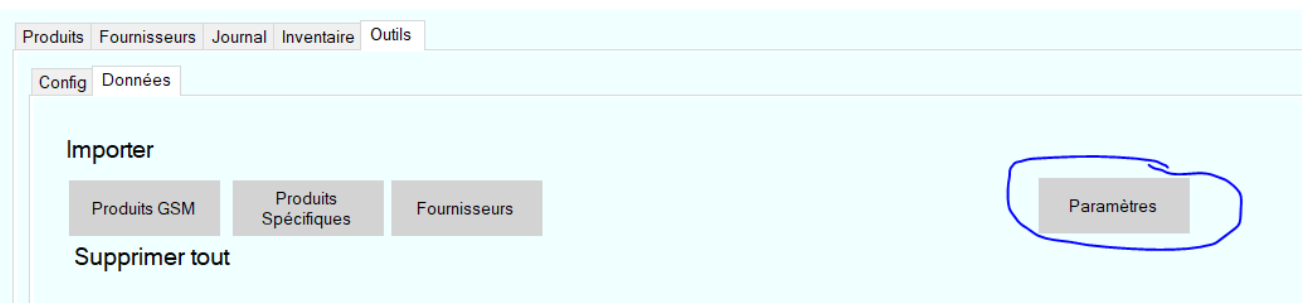 Produits Fournisseurs Journal Inventaire Outils
Config Données
Importer
Produits GSM
Produits
Spécifiques
Fournisseurs
Paramètres
Supprimer tout